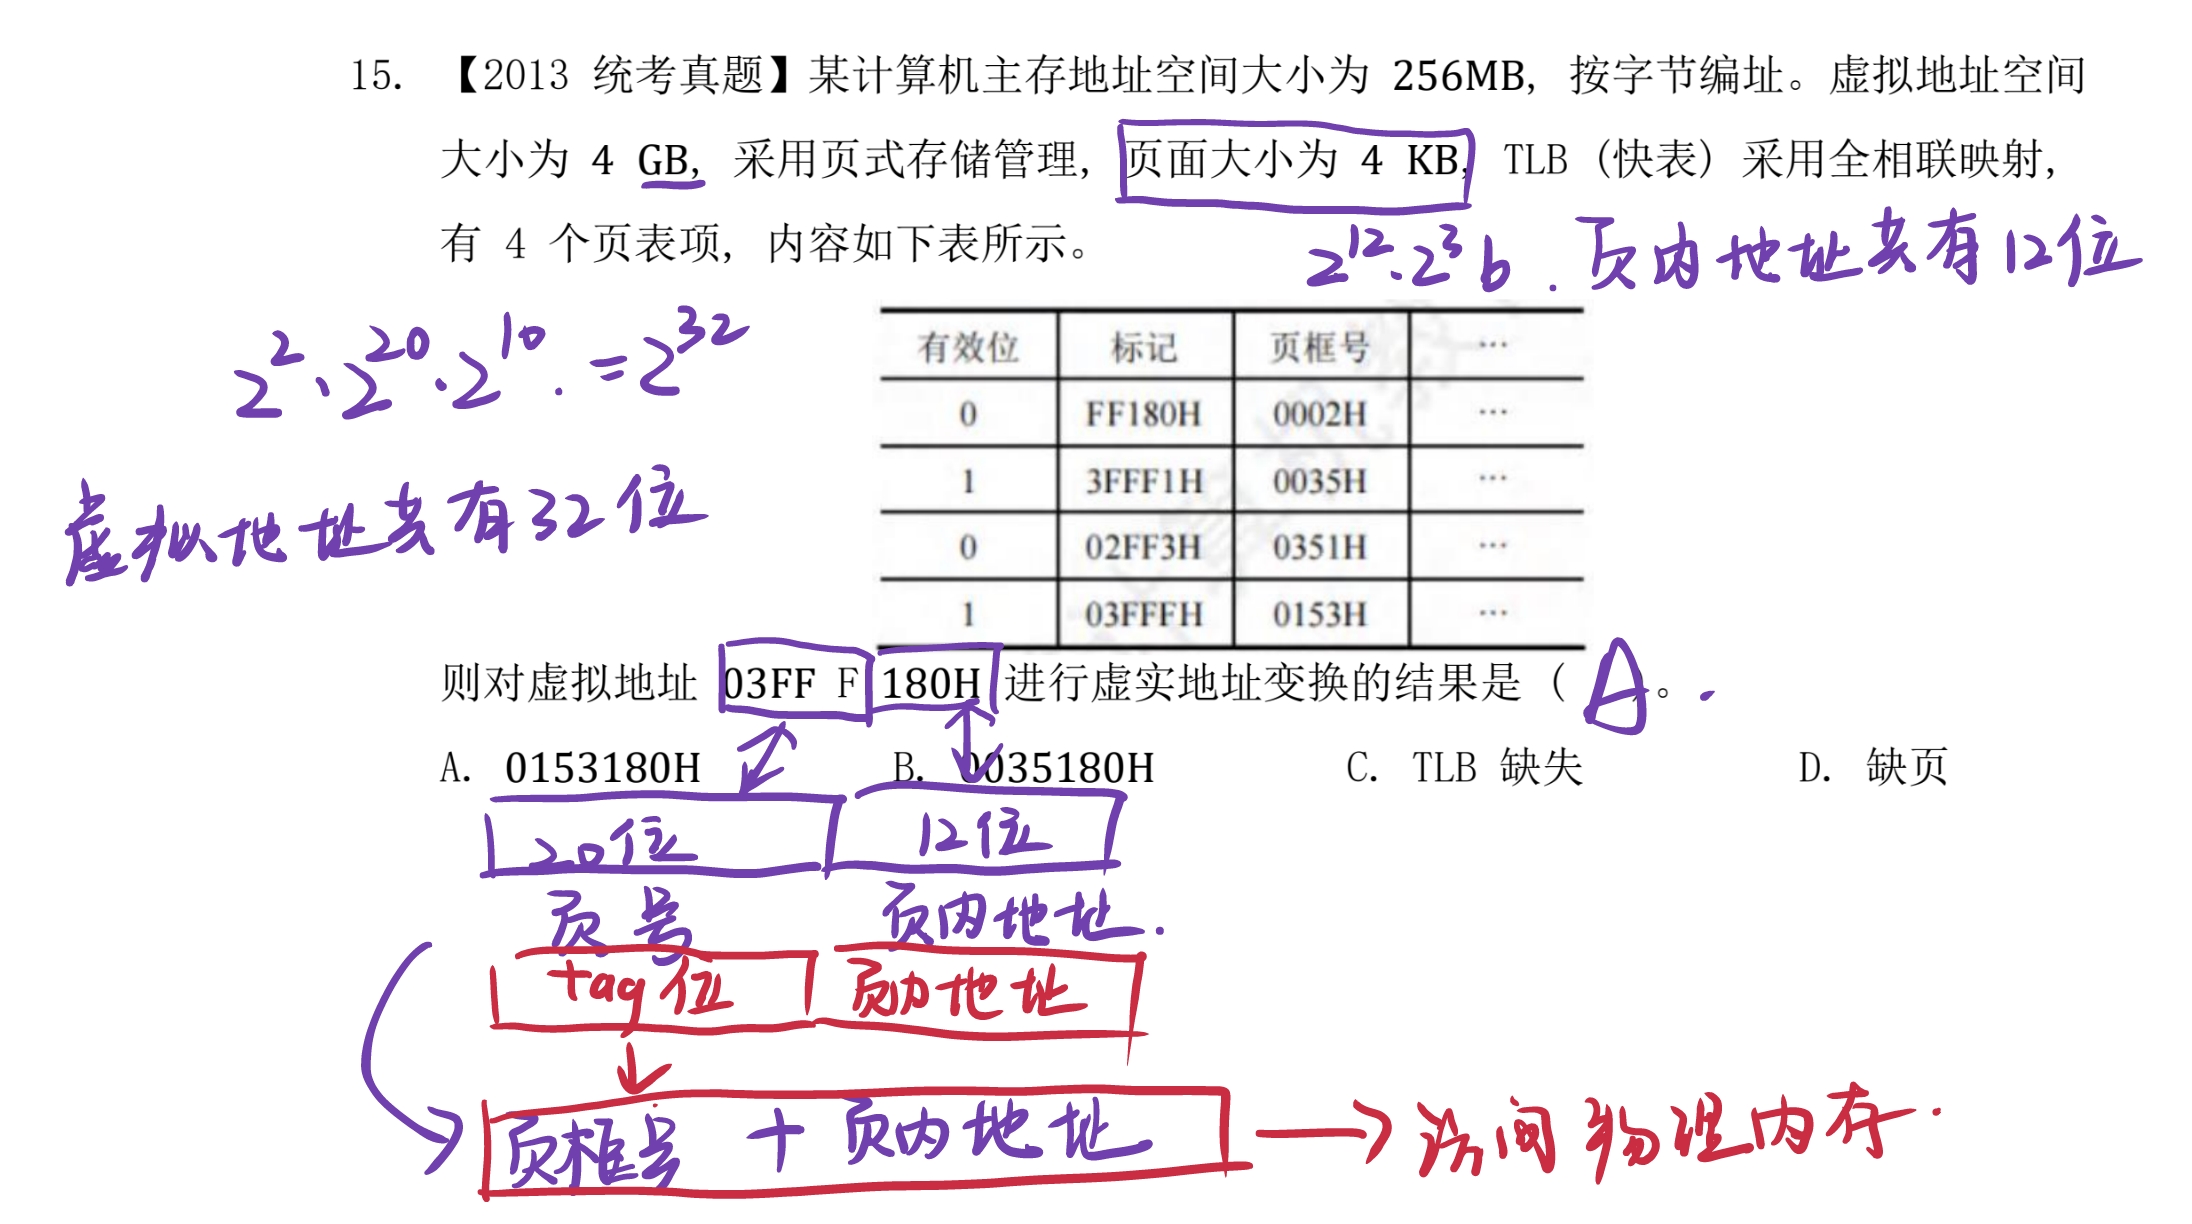 15. 【2013 统考真题】某计算机主存地址空间大小为 256MB, 按字节编址。虚拟地址空间
大小为 4 GB, 采用页式存储管理, 页面大小为 4 KB, TLB (快表) 采用全相联映射,
有 4 个页表项, 内容如下表所示。
2^12·2^3 b. 页内地址共有12位
2^2·2^20·2^10. =2^32
虚拟地址共有32位
有效位 标记 页框号 …
0 FF180H 0002H …
1 3FFF1H 0035H …
0 02FF3H 0351H …
1 03FFFH 0153H …
则对虚拟地址 03FF F 180H 进行虚实地址变换的结果是 ( A )。
A. 0153180H B. 0035180H C. TLB 缺失 D. 缺页
20位 12位
页号 页内地址.
tag位 页内地址
页框号 + 页内地址 → 访问物理内存.